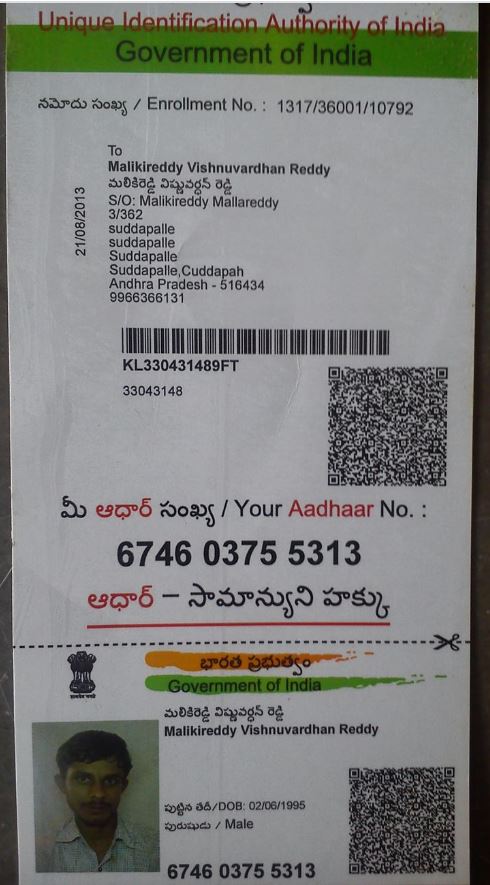 Unique Identification Authority of India
Government of India
నమోదు సంఖ్య / Enrollment No. : 1317/36001/10792
21/08/2013
To
Malikireddy Vishnuvardhan Reddy
మలికిరెడ్డి విష్ణువర్ధన్ రెడ్డి
S/O: Malikireddy Mallareddy
3/362
suddapalle
suddapalle
Suddapalle
Suddapalle,Cuddapah
Andhra Pradesh - 516434
9966366131
KL330431489FT
33043148
మీ ఆధార్ సంఖ్య / Your Aadhaar No. :
6746 0375 5313
ఆధార్ – సామాన్యుని హక్కు
భారత ప్రభుత్వం
Government of India
మలికిరెడ్డి విష్ణువర్ధన్ రెడ్డి
Malikireddy Vishnuvardhan Reddy
పుట్టిన తేదీ/DOB: 02/06/1995
పురుషుడు / Male
6746 0375 5313